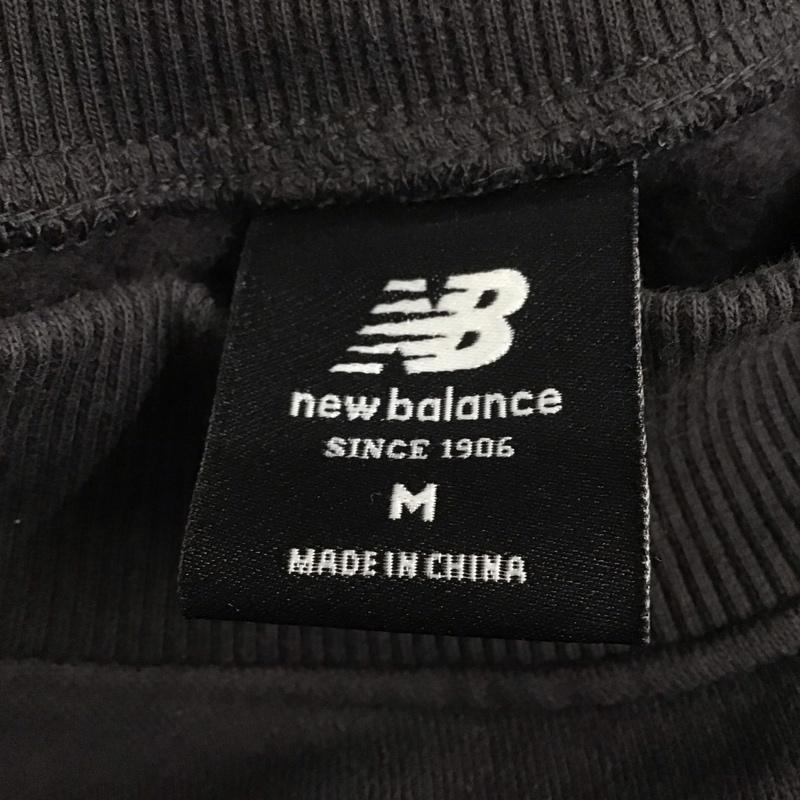 NB
new balance
SINCE 1906
M
MADE IN CHINA